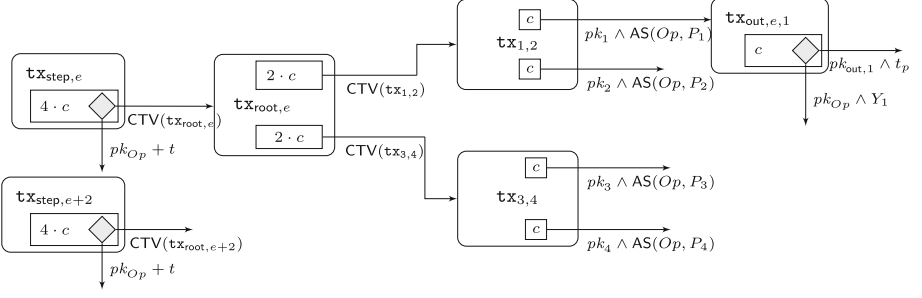 tx_step,e
4 · c
CTV(tx_root,e)
pk_Op + t
tx_root,e
2 · c
CTV(tx_1,2)
2 · c
CTV(tx_3,4)
tx_1,2
c
pk_1 ∧ AS(Op, P_1)
c
pk_2 ∧ AS(Op, P_2)
tx_out,e,1
c
pk_out,1 ∧ t_p
pk_Op ∧ Y_1
tx_3,4
c
pk_3 ∧ AS(Op, P_3)
c
pk_4 ∧ AS(Op, P_4)
tx_step,e+2
4 · c
CTV(tx_root,e+2)
pk_Op + t